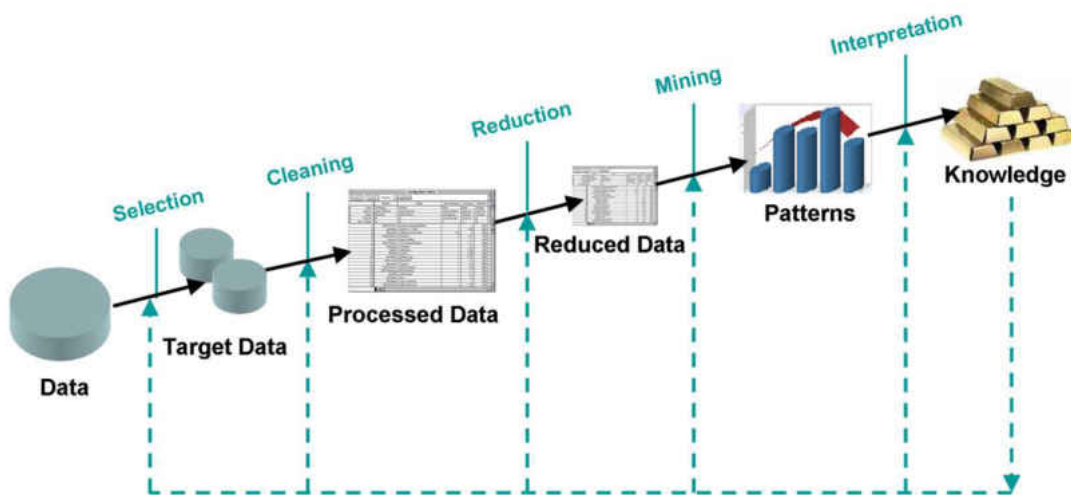 Interpretation
Mining
Reduction
Cleaning
Selection
Knowledge
Patterns
Reduced Data
Processed Data
Target Data
Data